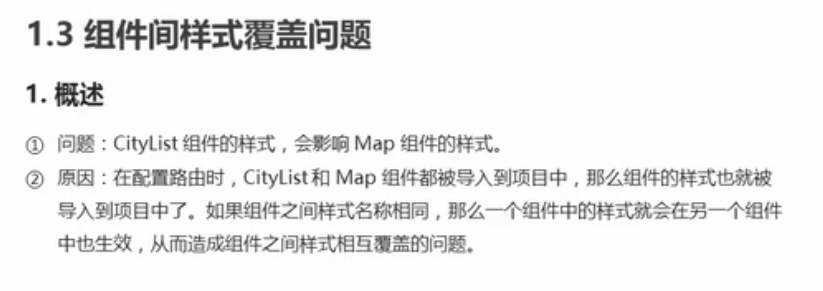 1.3 组件间样式覆盖问题
1. 概述
① 问题：CityList 组件的样式，会影响 Map 组件的样式。
② 原因：在配置路由时，CityList 和 Map 组件都被导入到项目中，那么组件的样式也就被
导入到项目中了。如果组件之间样式名称相同，那么一个组件中的样式就会在另一个组件
中也生效，从而造成组件之间样式相互覆盖的问题。